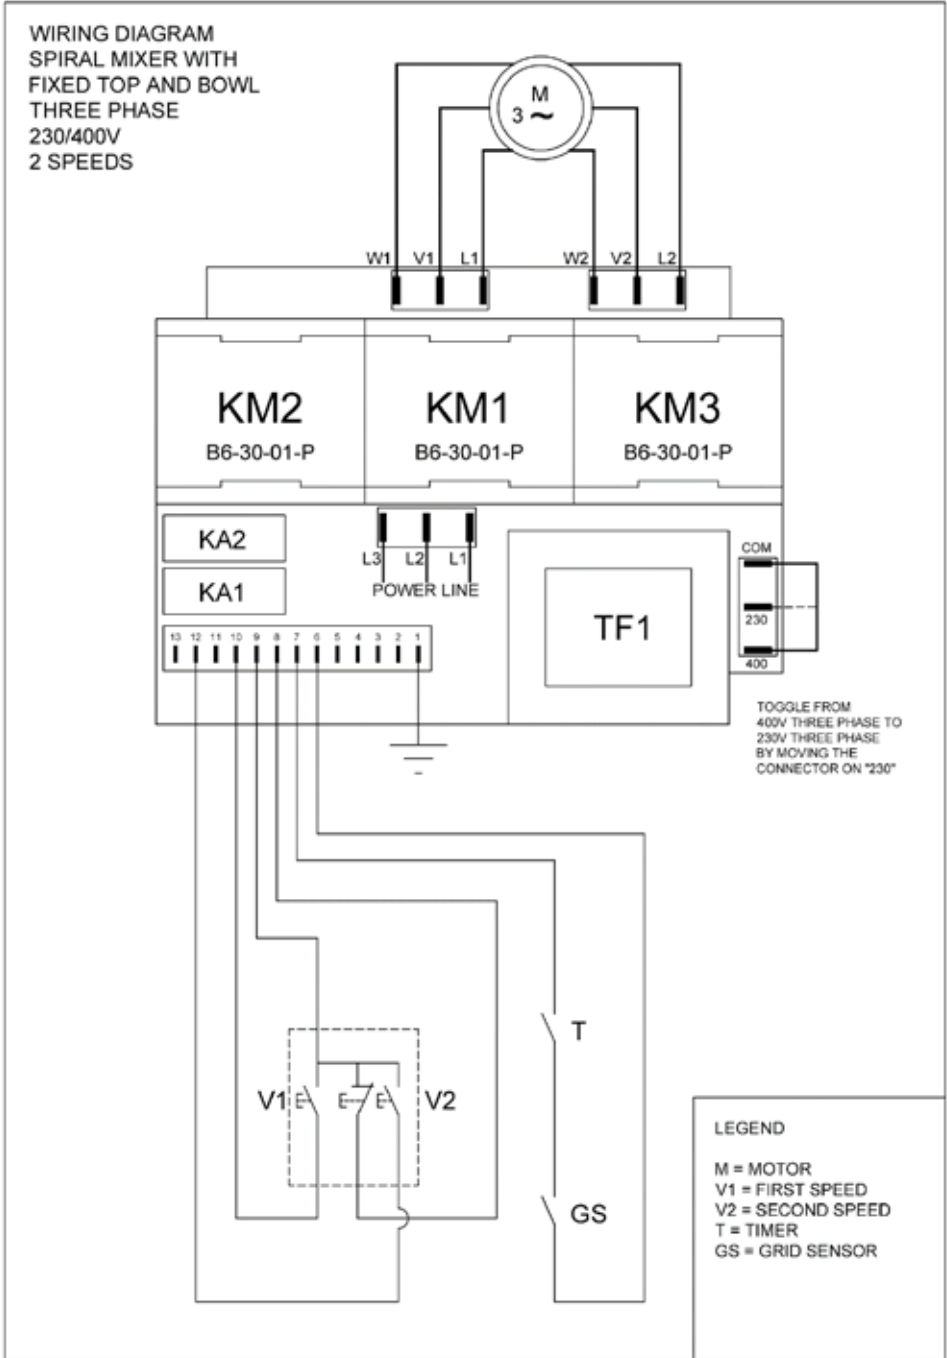 WIRING DIAGRAM
SPIRAL MIXER WITH
FIXED TOP AND BOWL
THREE PHASE
230/400V
2 SPEEDS
M
3 ~
W1 V1 L1 W2 V2 L2
KM2 KM1 KM3
B6-30-01-P B6-30-01-P B6-30-01-P
KA2
KA1
L3 L2 L1
POWER LINE
TF1
COM
230
400
13 12 11 10 9 8 7 6 5 4 3 2 1
TOGGLE FROM
400V THREE PHASE TO
230V THREE PHASE
BY MOVING THE
CONNECTOR ON "230"
T
V1 V2
GS
LEGEND
M = MOTOR
V1 = FIRST SPEED
V2 = SECOND SPEED
T = TIMER
GS = GRID SENSOR